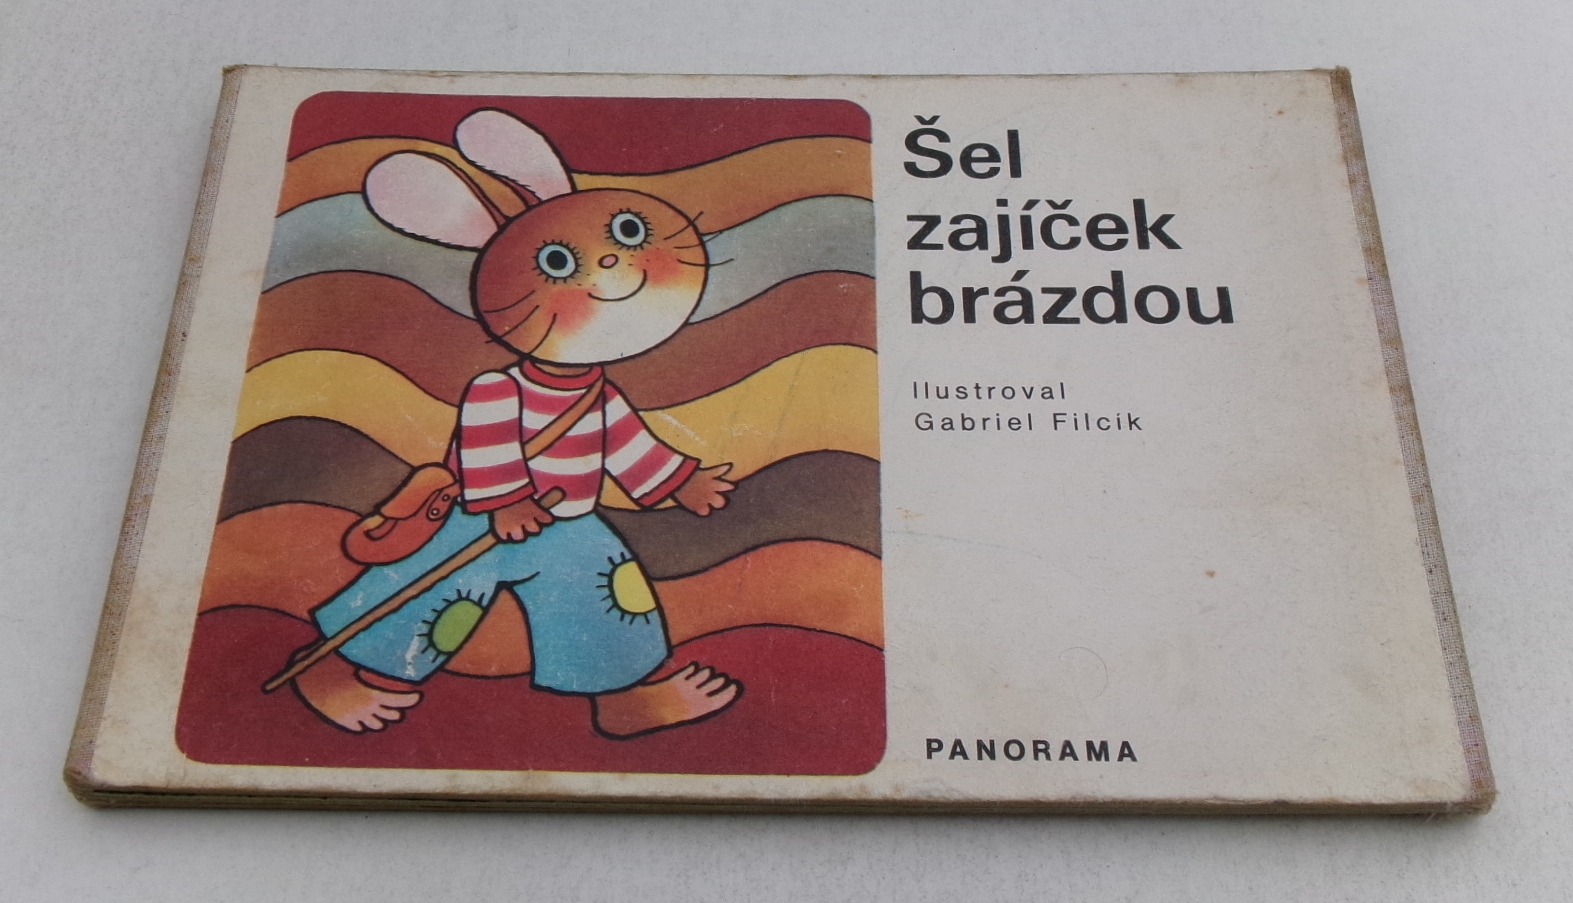 Šel
zajíček
brázdou
Ilustroval
Gabriel Filcík
PANORAMA